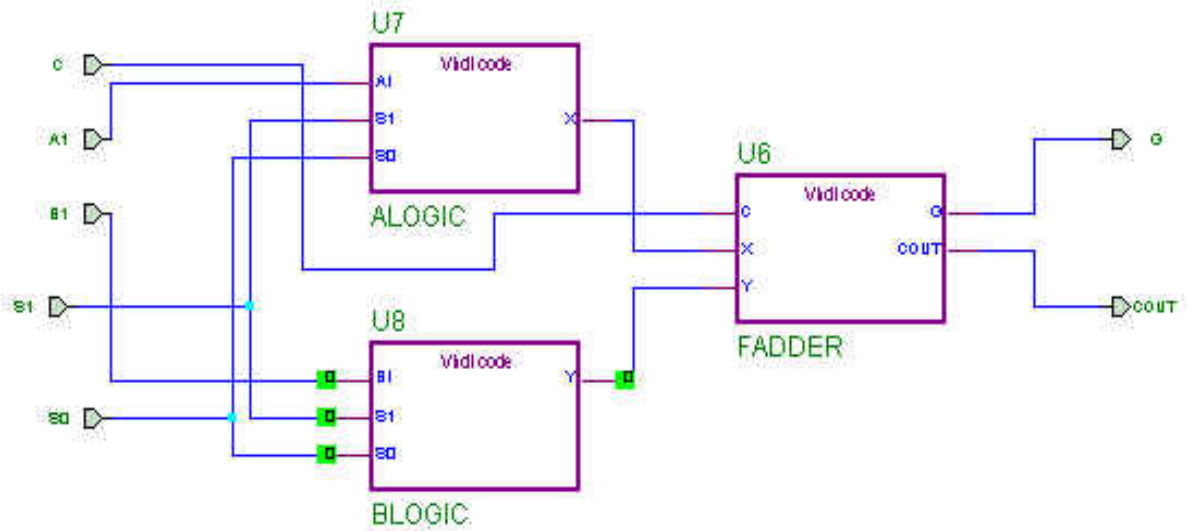 U7
C
Vhdl code
AI
A1
S1
X
S0
U6
Vhdl code
G
B1
ALOGIC
C
G
X
COUT
Y
S1
COUT
U8
FADDER
Vhdl code
BI
Y
S1
S0
S0
BLOGIC